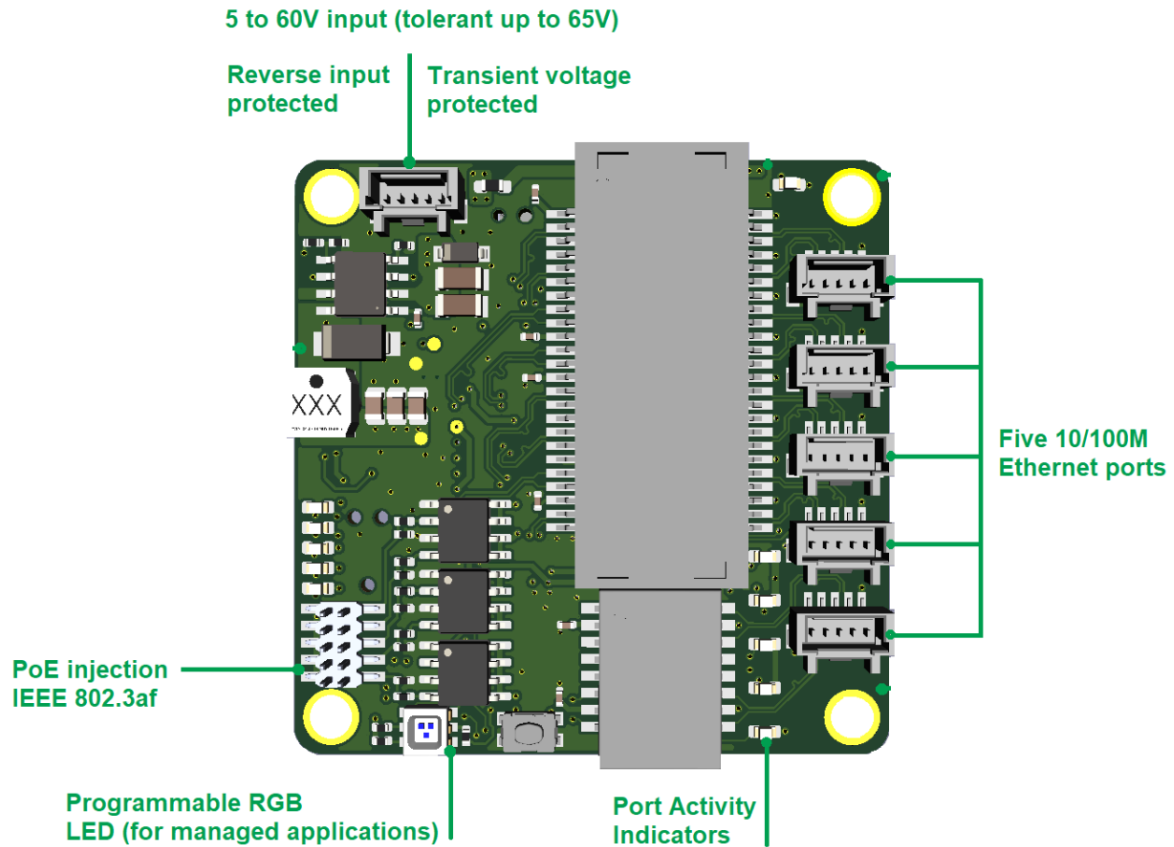 5 to 60V input (tolerant up to 65V)
Reverse input
protected
Transient voltage
protected
XXX
Five 10/100M
Ethernet ports
PoE injection
IEEE 802.3af
Programmable RGB
LED (for managed applications)
Port Activity
Indicators